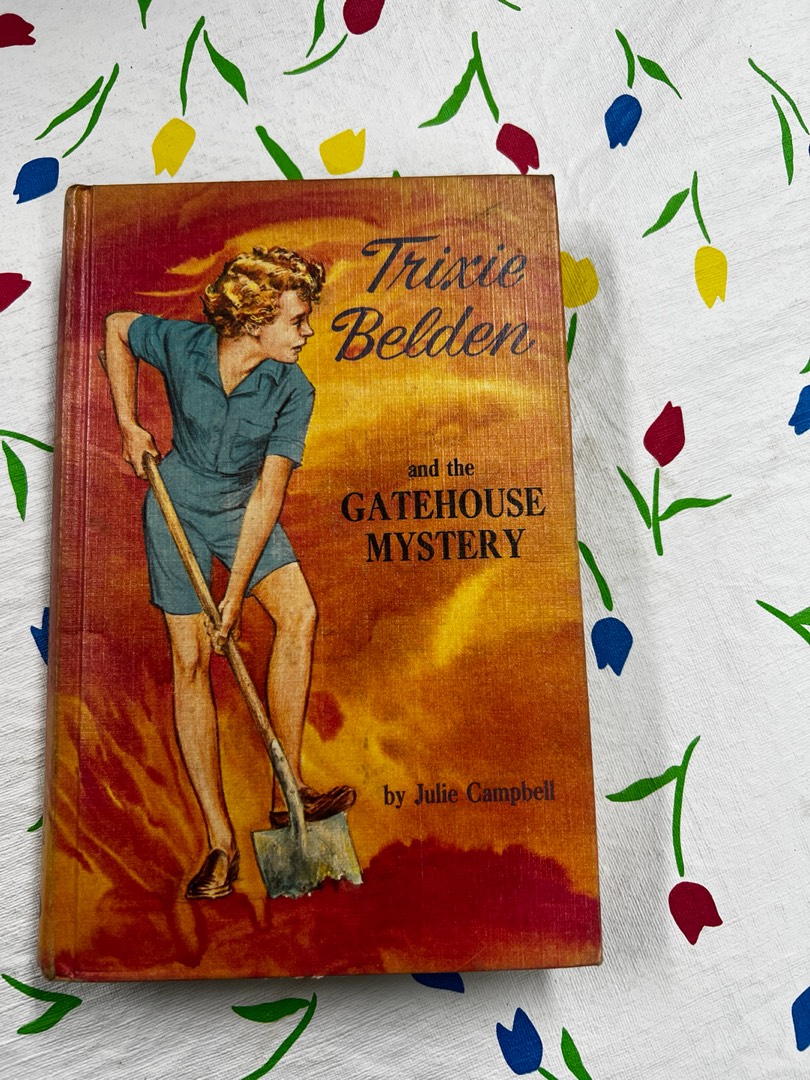 Trixie
Belden
and the
GATEHOUSE
MYSTERY
by Julie Campbell